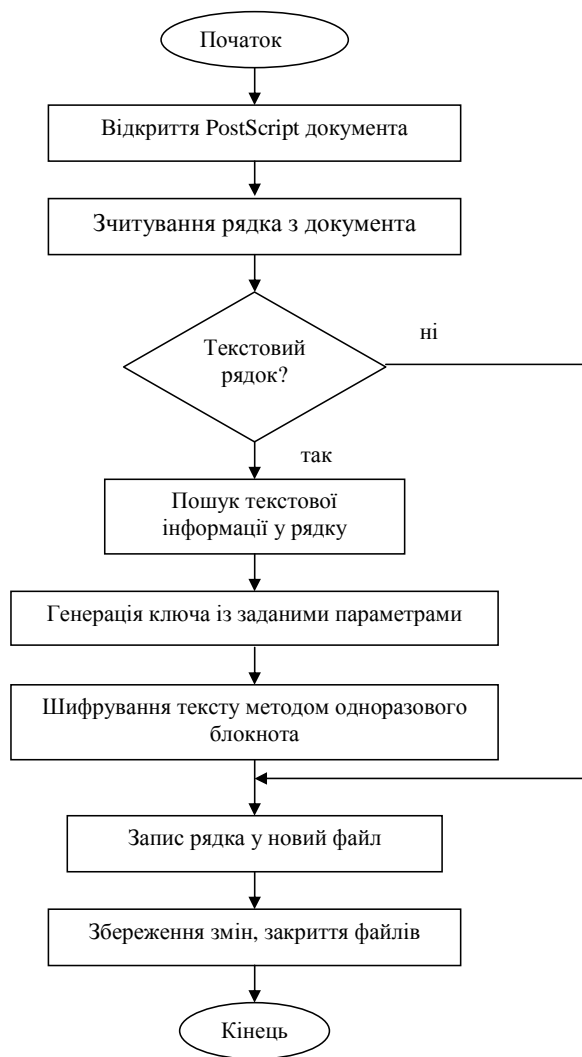 Початок
Відкриття PostScript документа
Зчитування рядка з документа
Текстовий
рядок?
ні
так
Пошук текстової
інформації у рядку
Генерація ключа із заданими параметрами
Шифрування тексту методом одноразового
блокнота
Запис рядка у новий файл
Збереження змін, закриття файлів
Кінець